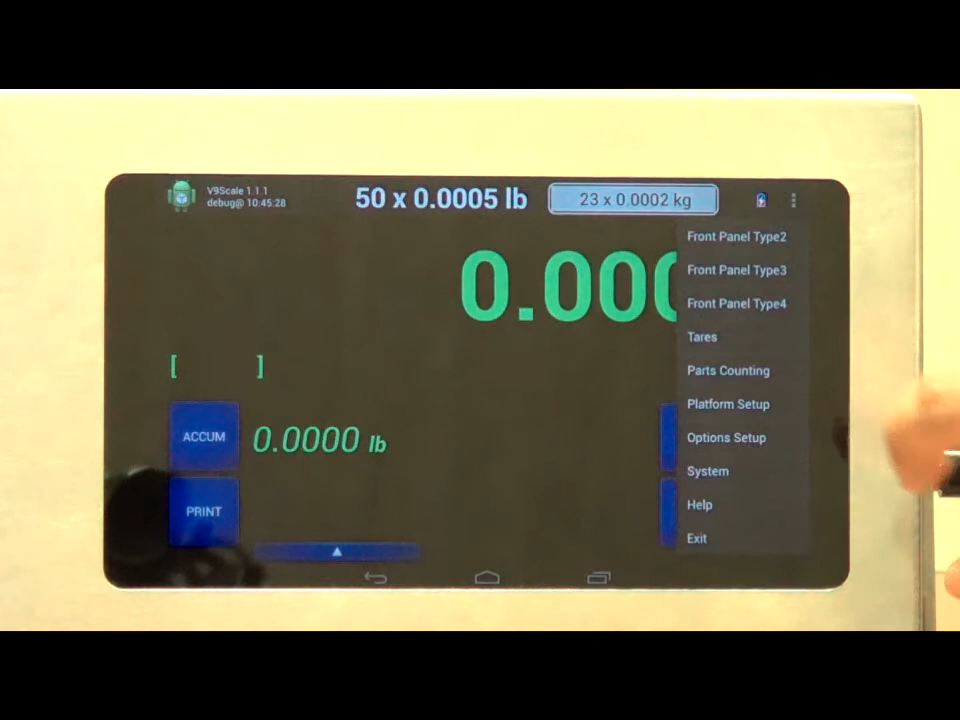 V9Scale 1.1.1
debug@ 10:45:28
50 x 0.0005 lb
23 x 0.0002 kg
Front Panel Type2
0.000
Front Panel Type3
Front Panel Type4
Tares
[ ]
Parts Counting
Platform Setup
ACCUM
0.0000 lb
Options Setup
System
PRINT
Help
Exit